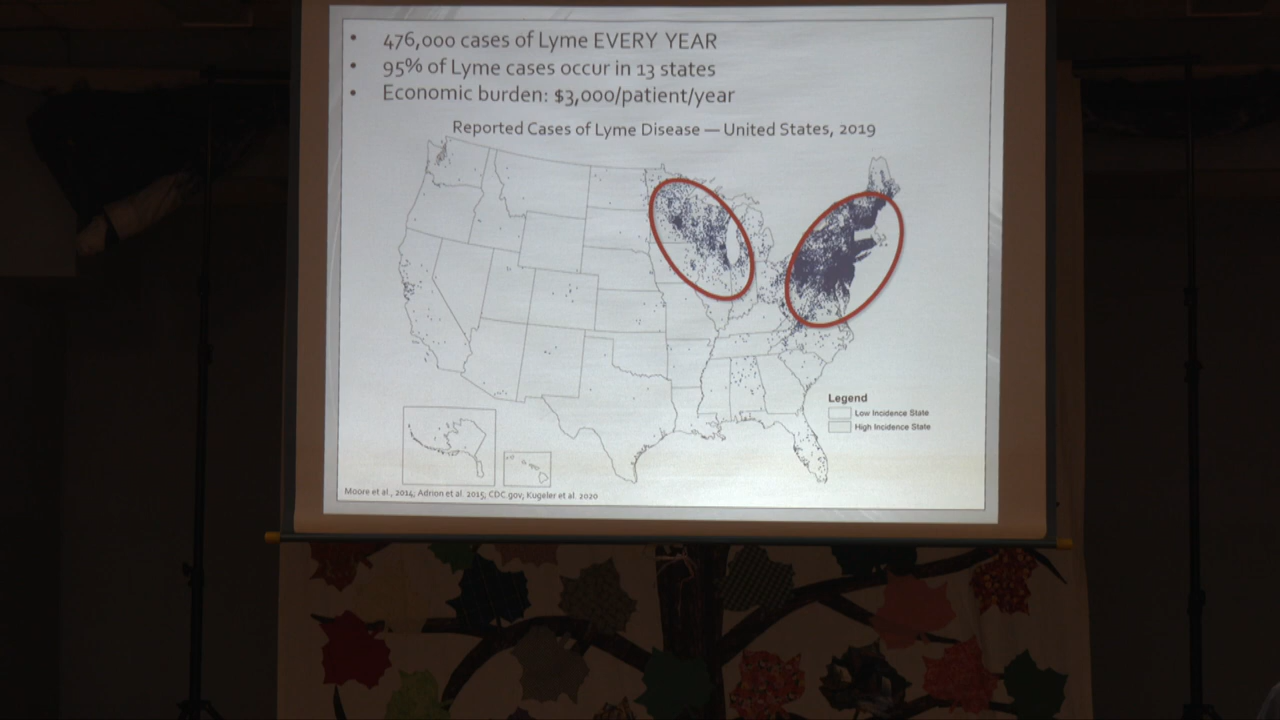 • 476,000 cases of Lyme EVERY YEAR
• 95% of Lyme cases occur in 13 states
• Economic burden: $3,000/patient/year
Reported Cases of Lyme Disease — United States, 2019
Legend
Low Incidence State
High Incidence State
Moore et al., 2014; Adrion et al. 2015; CDC.gov; Kugeler et al. 2020